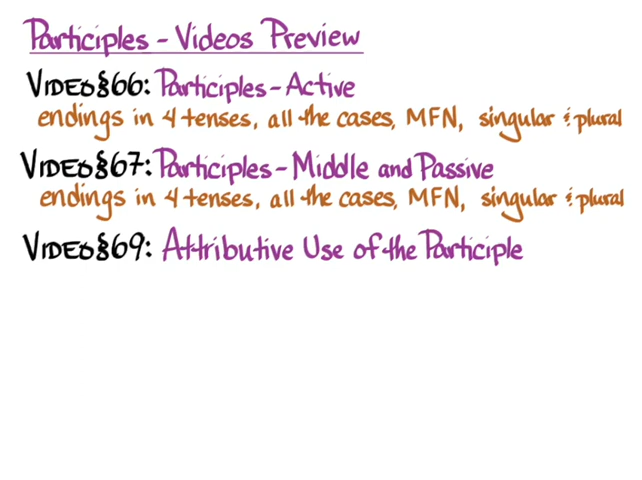 Participles - Videos Preview
VIDEO §66: Participles - Active
endings in 4 tenses, all the cases, MFN, singular & plural
VIDEO §67: Participles - Middle and Passive
endings in 4 tenses, all the cases, MFN, singular & plural
VIDEO §69: Attributive Use of the Participle